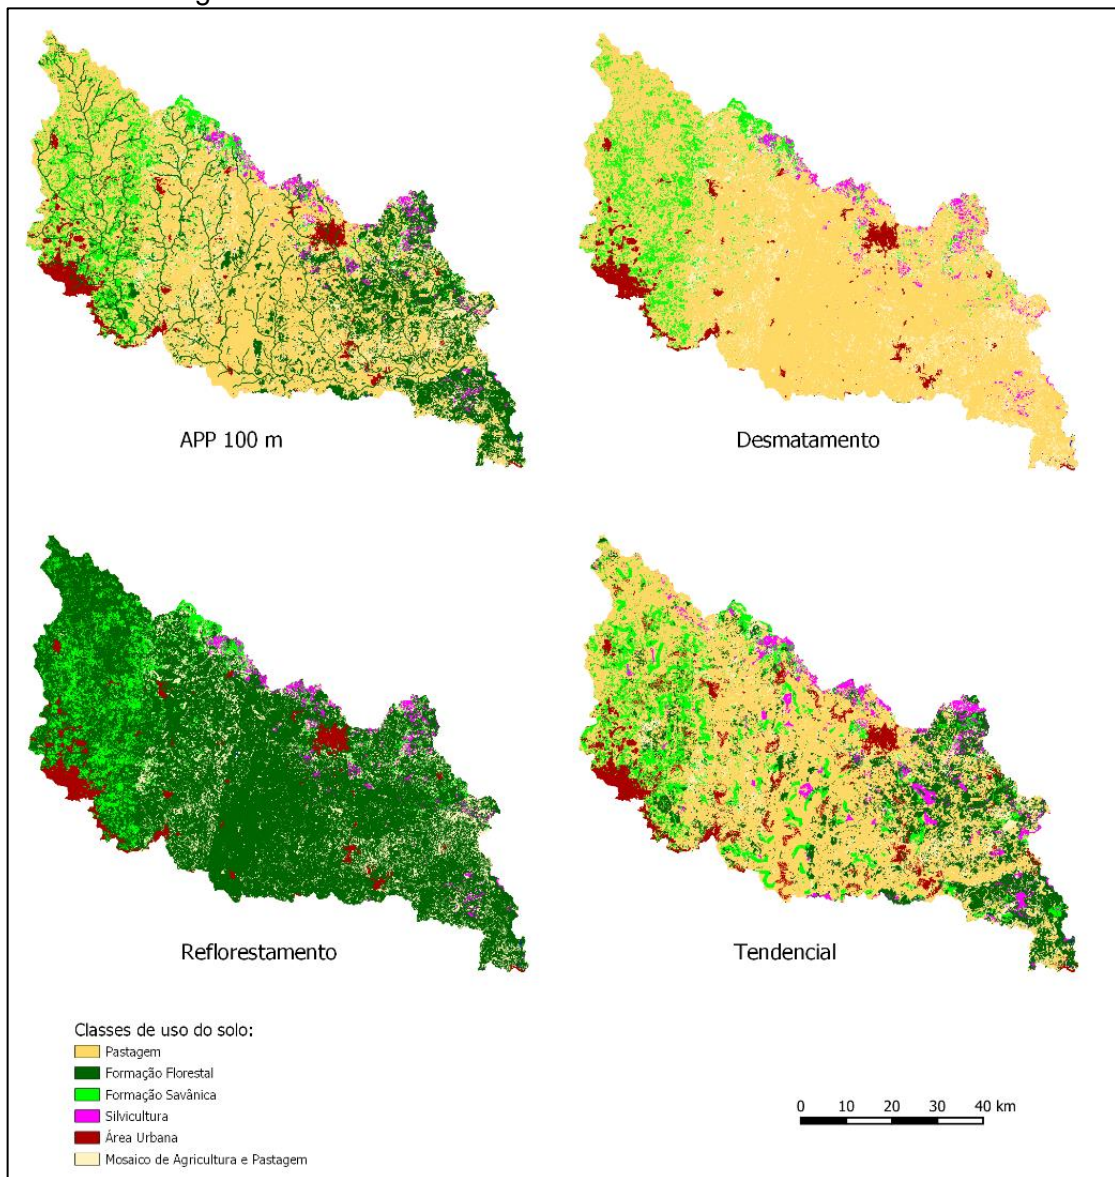 APP 100 m
Desmatamento
Reflorestamento
Tendencial
Classes de uso do solo:
Pastagem
Formação Florestal
Formação Savânica
Silvicultura
Área Urbana
Mosaico de Agricultura e Pastagem
0 10 20 30 40 km